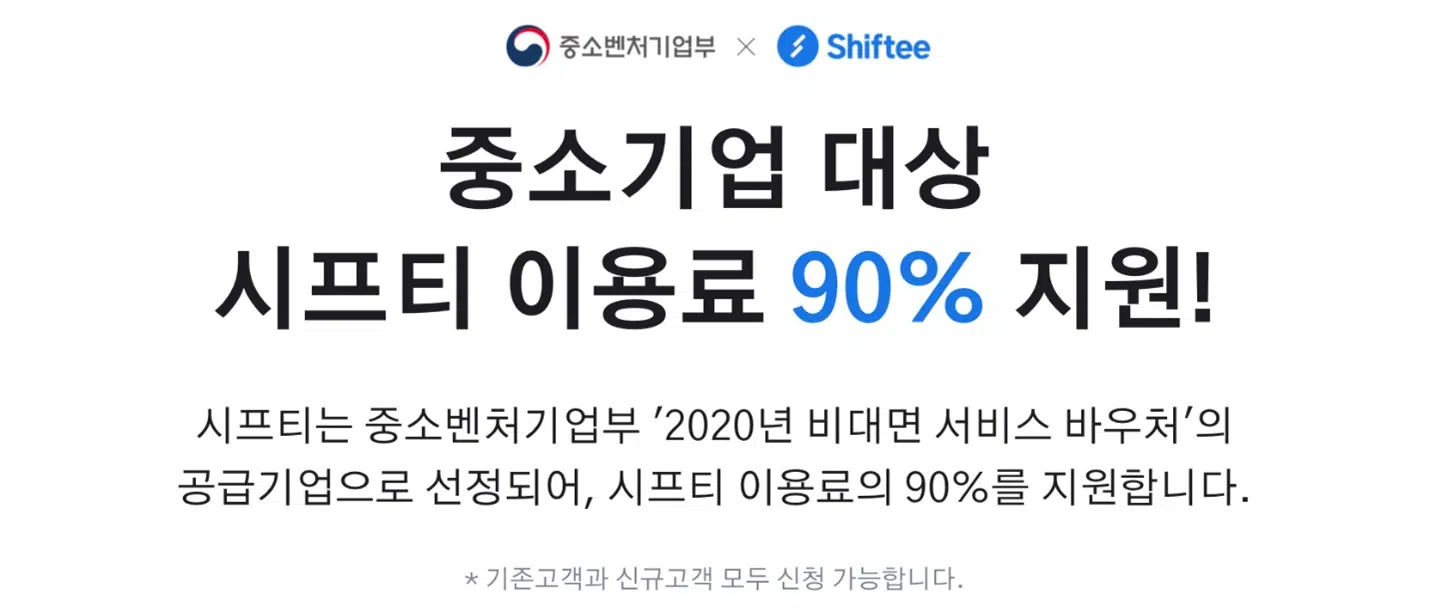 중소벤처기업부 × Shiftee
중소기업 대상
시프티 이용료 90% 지원!
시프티는 중소벤처기업부 '2020년 비대면 서비스 바우처'의
공급기업으로 선정되어, 시프티 이용료의 90%를 지원합니다.
* 기존고객과 신규고객 모두 신청 가능합니다.